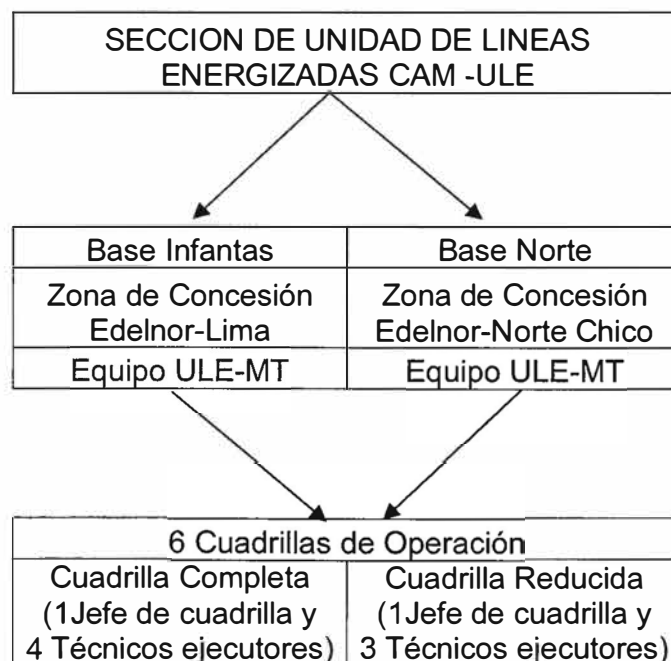 SECCION DE UNIDAD DE LINEAS
ENERGIZADAS CAM -ULE
Base Infantas
Base Norte
Zona de Concesión
Edelnor-Lima
Zona de Concesión
Edelnor-Norte Chico
Equipo ULE-MT
Equipo ULE-MT
6 Cuadrillas de Operación
Cuadrilla Completa
(1Jefe de cuadrilla y
4 Técnicos ejecutores)
Cuadrilla Reducida
(1Jefe de cuadrilla y
3 Técnicos ejecutores)